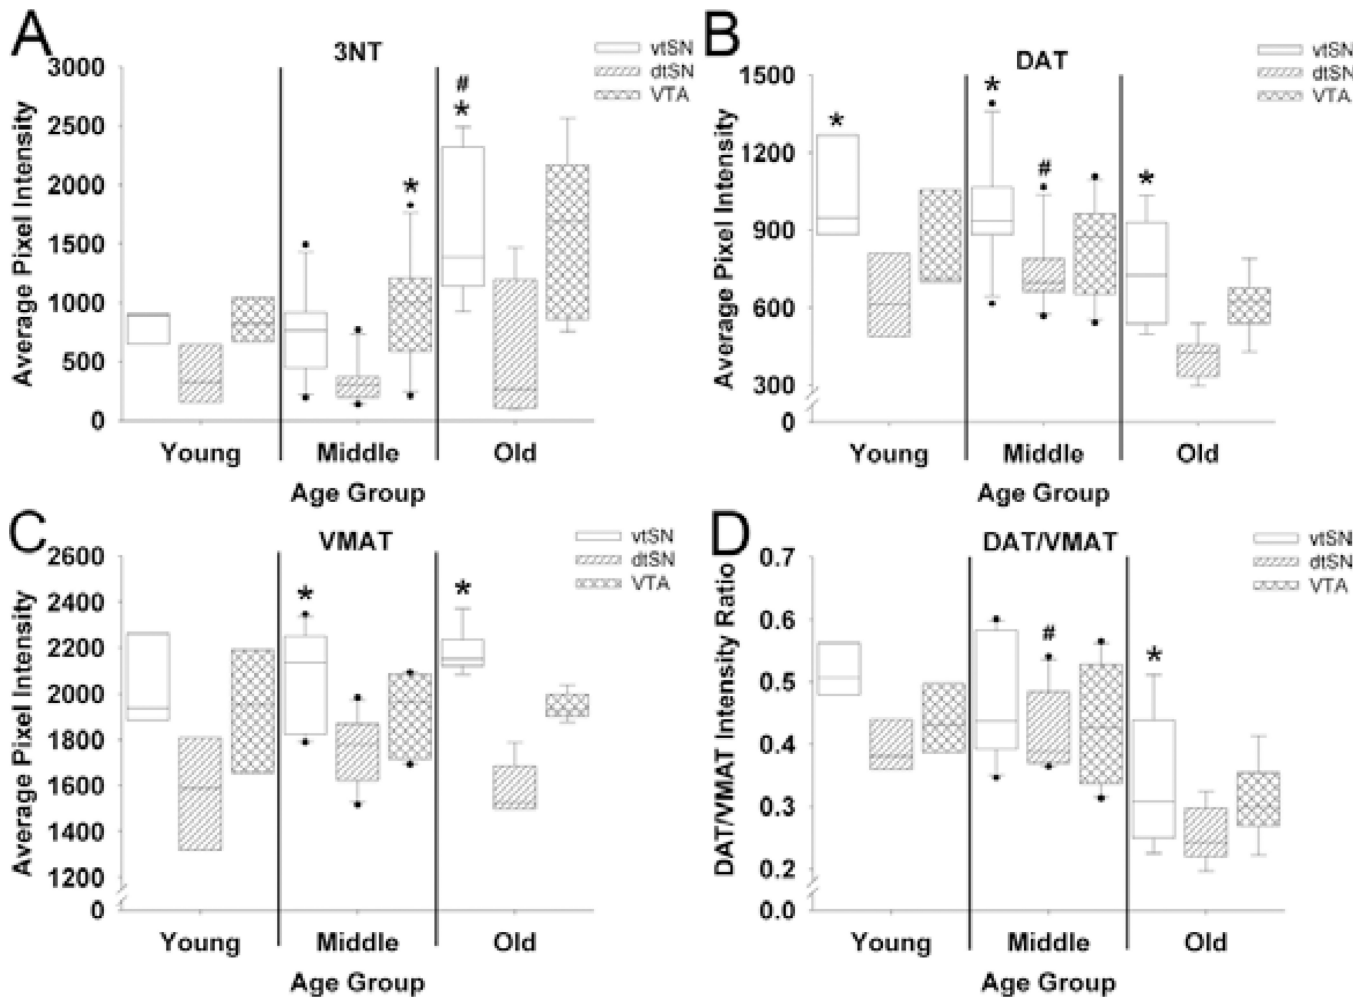 A
3NT
vtSN
dtSN
VTA
Average Pixel Intensity
3000
2500
2000
1500
1000
500
0
#
*
*
Young Middle Old
Age Group
B
DAT
vtSN
dtSN
VTA
Average Pixel Intensity
1500
1200
900
600
300
0
*
*
#
*
Young Middle Old
Age Group
C
VMAT
vtSN
dtSN
VTA
Average Pixel Intensity
2600
2400
2200
2000
1800
1600
1400
1200
0
*
*
Young Middle Old
Age Group
D
DAT/VMAT
vtSN
dtSN
VTA
DAT/VMAT Intensity Ratio
0.7
0.6
0.5
0.4
0.3
0.2
0.0
#
*
Young Middle Old
Age Group